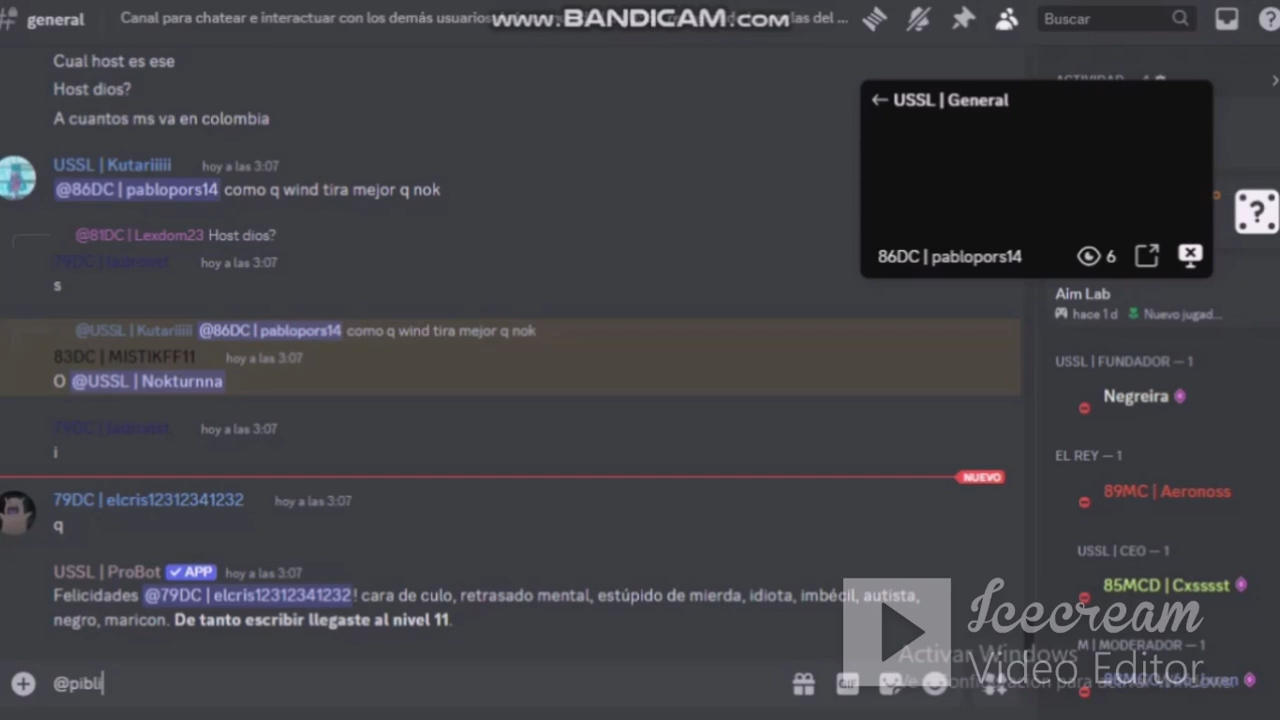 general
Canal para chatear e interactuar con los demás usuarios
las del ...
www.BANDICAM.com
Buscar
Cual host es ese
Host dios?
A cuantos ms va en colombia
USSL | Kutariiiii hoy a las 3:07
@86DC | pablopors14 como q wind tira mejor q nok
@81DC | Lexdom23 Host dios?
79DC | hoy a las 3:07
s
@USSL | Kutariiiii @86DC | pablopors14 como q wind tira mejor q nok
83DC | MISTIKFF11 hoy a las 3:07
O @USSL | Nokturnna
79DC | hoy a las 3:07
i
NUEVO
79DC | elcris12312341232 hoy a las 3:07
q
USSL | ProBot APP hoy a las 3:07
Felicidades @79DC | elcris12312341232! cara de culo, retrasado mental, estúpido de mierda, idiota, imbécil, autista,
negro, maricon. De tanto escribir llegaste al nivel 11.
@pibli
GIF
← USSL | General
86DC | pablopors14 6
?
Aim Lab
hace 1 d Nuevo jugad...
USSL | FUNDADOR — 1
Negreira
EL REY — 1
89MC | Aeronoss
USSL | CEO — 1
85MCD | Cxsssst
M | MODERADOR — 1
Activar Windows
Icecream
Video Editor